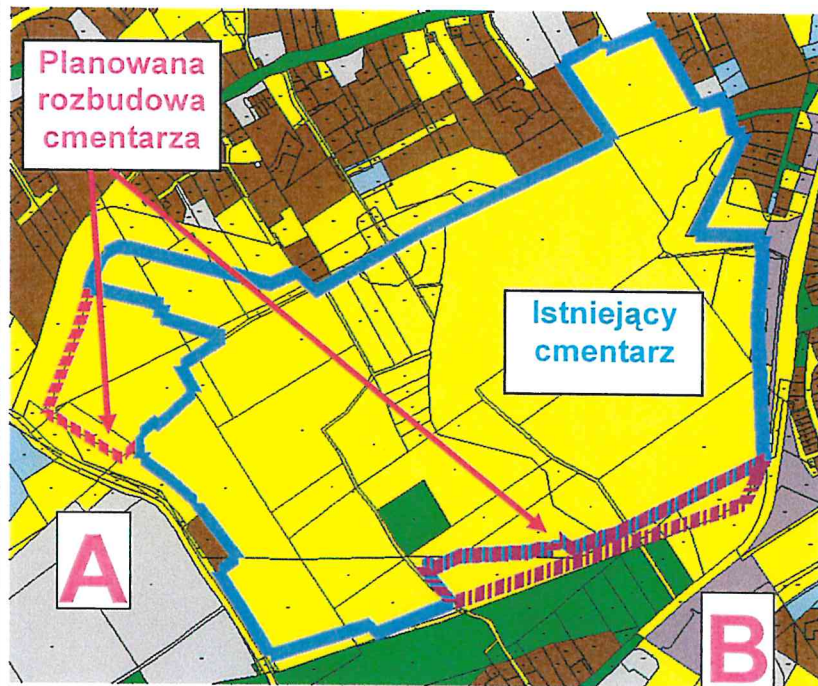 Planowana
rozbudowa
cmentarza
Istniejący
cmentarz
A
B